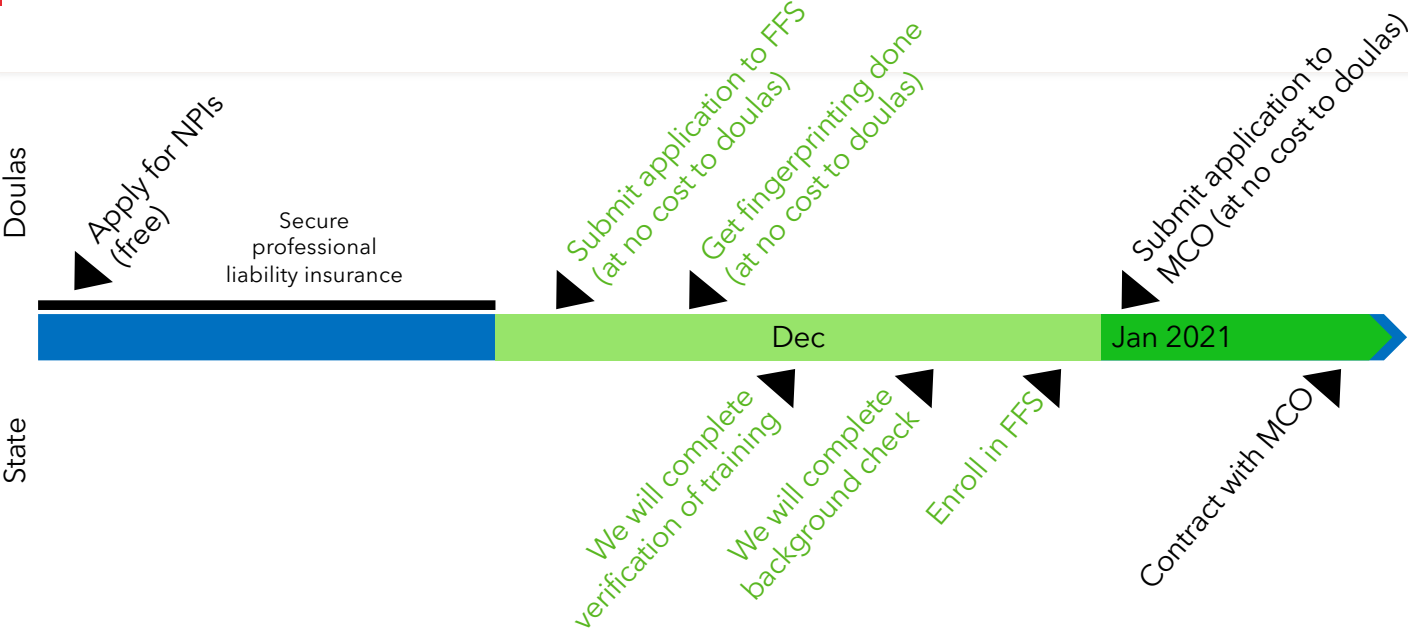 Doulas
Apply for NPIs
(free)
Secure
professional
liability insurance
Submit application to FFS
(at no cost to doulas)
Get fingerprinting done
(at no cost to doulas)
Submit application to
MCO (at no cost to doulas)
Dec
Jan 2021
State
We will complete
verification of training
We will complete
background check
Enroll in FFS
Contract with MCO